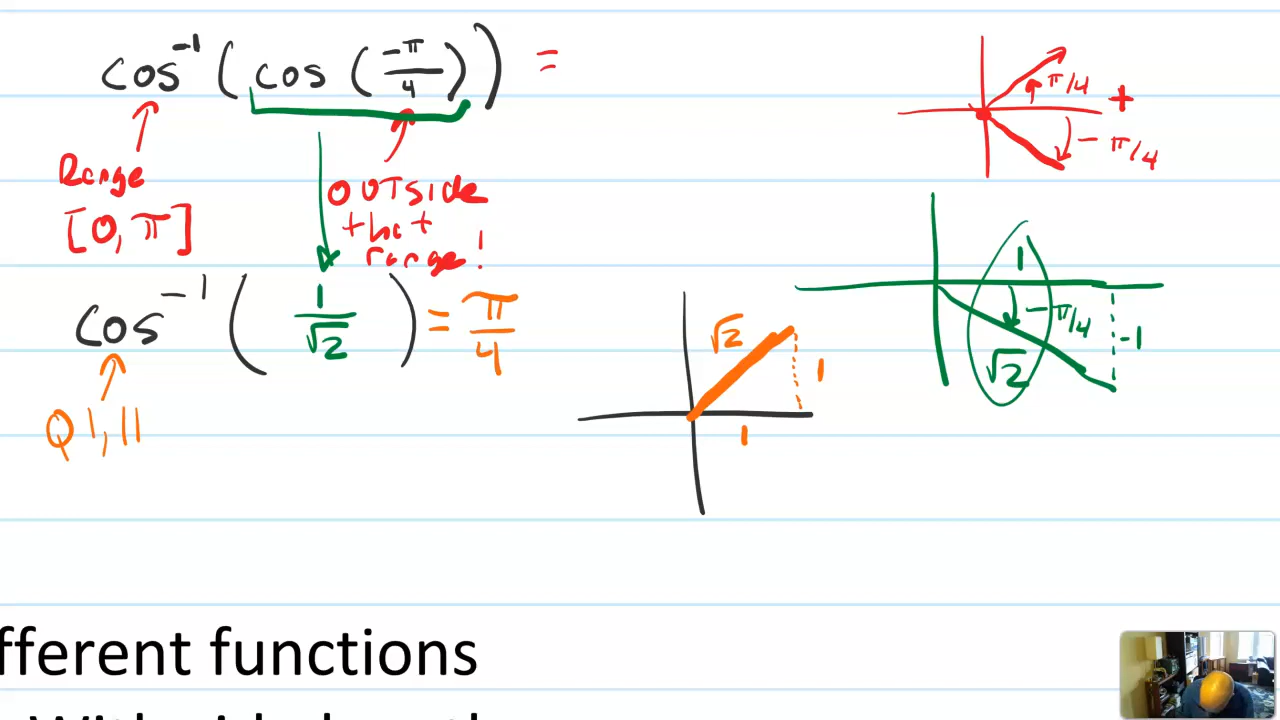 cos⁻¹ ( cos ( -π/4 ) ) =
π/4
+
- π/4
Range
[0, π]
OUTSide
that
range!
cos⁻¹ ( 1/√2 ) = π/4
Q I, II
√2
1
1
1
- π/4
√2
-1
fferent functions